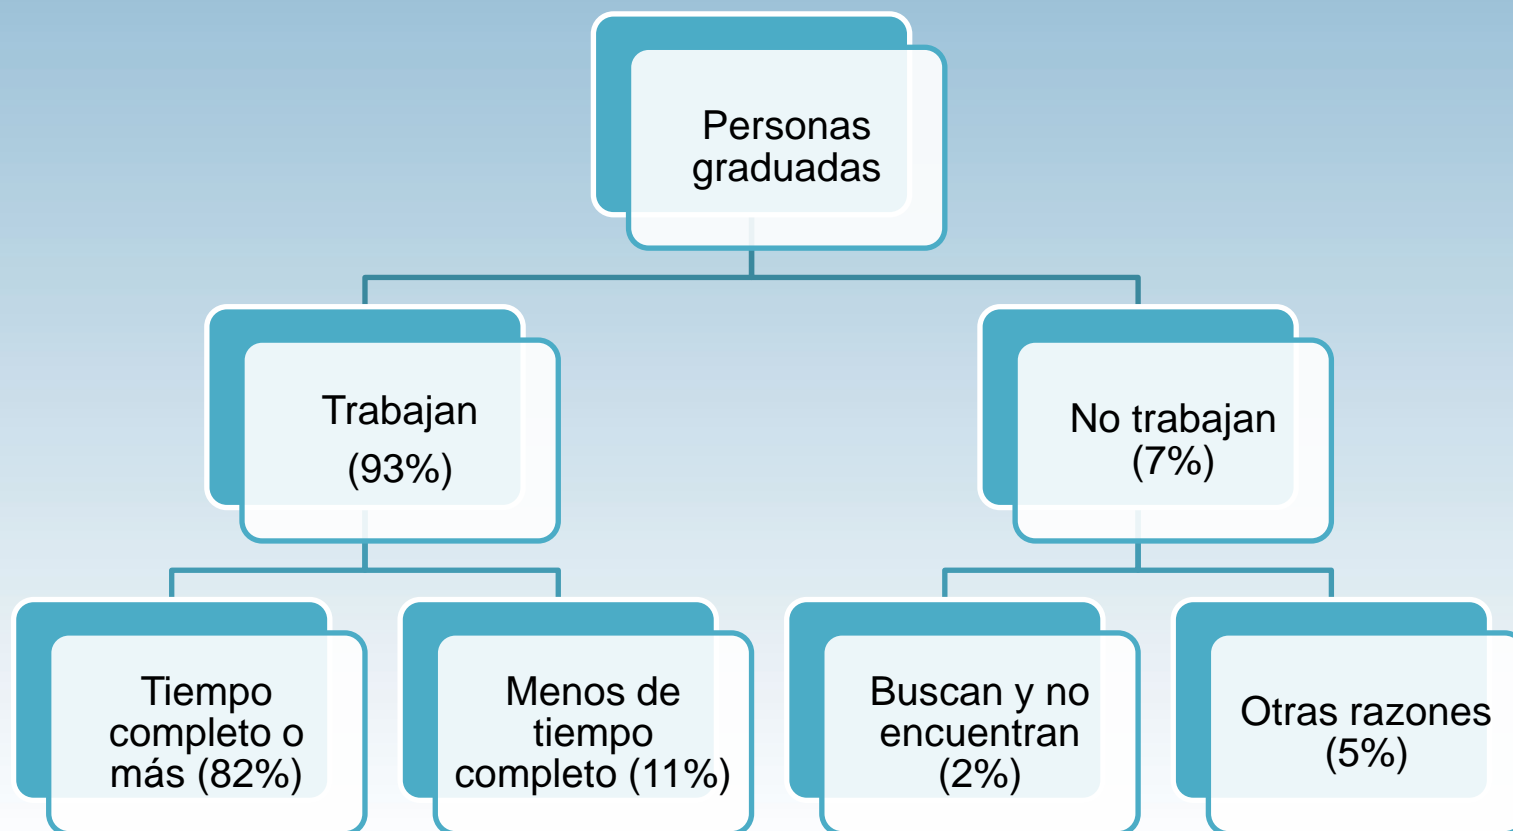 Personas
graduadas
Trabajan
(93%)
No trabajan
(7%)
Tiempo
completo o
más (82%)
Menos de
tiempo
completo (11%)
Buscan y no
encuentran
(2%)
Otras razones
(5%)